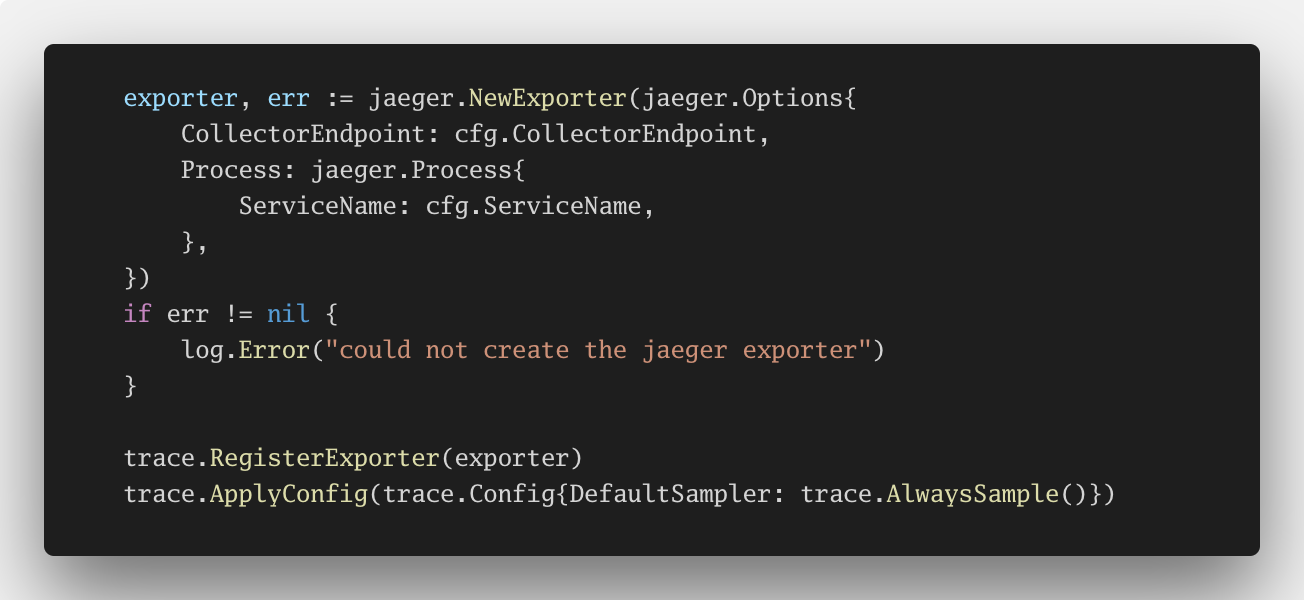 exporter, err := jaeger.NewExporter(jaeger.Options{
    CollectorEndpoint: cfg.CollectorEndpoint,
    Process: jaeger.Process{
        ServiceName: cfg.ServiceName,
    },
})
if err != nil {
    log.Error("could not create the jaeger exporter")
}

trace.RegisterExporter(exporter)
trace.ApplyConfig(trace.Config{DefaultSampler: trace.AlwaysSample()})